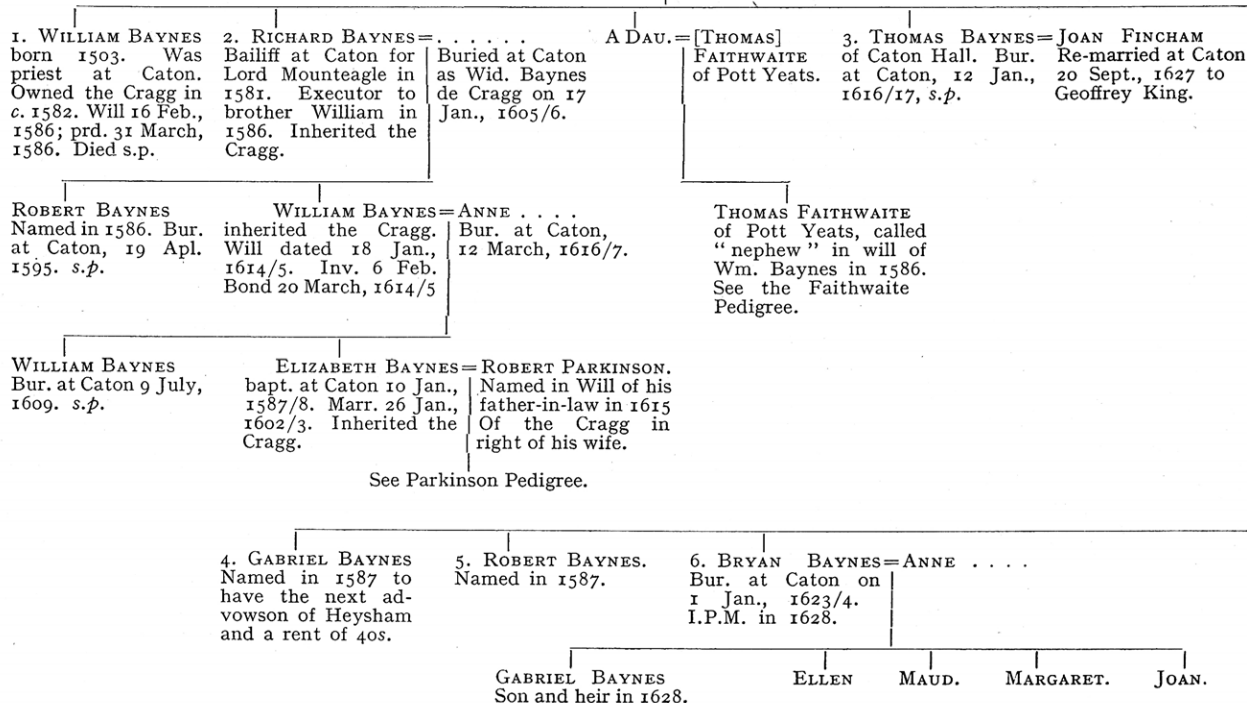 1. WILLIAM BAYNES
born 1503. Was
priest at Caton.
Owned the Cragg in
c. 1582. Will 16 Feb.,
1586; prd. 31 March,
1586. Died s.p.
2. RICHARD BAYNES=. . . . . .
Bailiff at Caton for
Lord Mounteagle in
1581. Executor to
brother William in
1586. Inherited the
Cragg.
Buried at Caton
as Wid. Baynes
de Cragg on 17
Jan., 1605/6.
A DAU.=[THOMAS]
FAITHWAITE
of Pott Yeats.
3. THOMAS BAYNES=JOAN FINCHAM
of Caton Hall. Bur.
at Caton, 12 Jan.,
1616/17, s.p.
Re-married at Caton
20 Sept., 1627 to
Geoffrey King.
ROBERT BAYNES
Named in 1586. Bur.
at Caton, 19 Apl.
1595. s.p.
WILLIAM BAYNES=ANNE . . . .
inherited the Cragg.
Will dated 18 Jan.,
1614/5. Inv. 6 Feb.
Bond 20 March, 1614/5
Bur. at Caton,
12 March, 1616/7.
THOMAS FAITHWAITE
of Pott Yeats, called
“ nephew ” in will of
Wm. Baynes in 1586.
See the Faithwaite
Pedigree.
WILLIAM BAYNES
Bur. at Caton 9 July,
1609. s.p.
ELIZABETH BAYNES=ROBERT PARKINSON.
bapt. at Caton 10 Jan.,
1587/8. Marr. 26 Jan.,
1602/3. Inherited the
Cragg.
Named in Will of his
father-in-law in 1615
Of the Cragg in
right of his wife.
See Parkinson Pedigree.
4. GABRIEL BAYNES
Named in 1587 to
have the next ad-
vowson of Heysham
and a rent of 40s.
5. ROBERT BAYNES.
Named in 1587.
6. BRYAN BAYNES=ANNE . . . .
Bur. at Caton on
1 Jan., 1623/4.
I.P.M. in 1628.
GABRIEL BAYNES
Son and heir in 1628.
ELLEN
MAUD.
MARGARET.
JOAN.